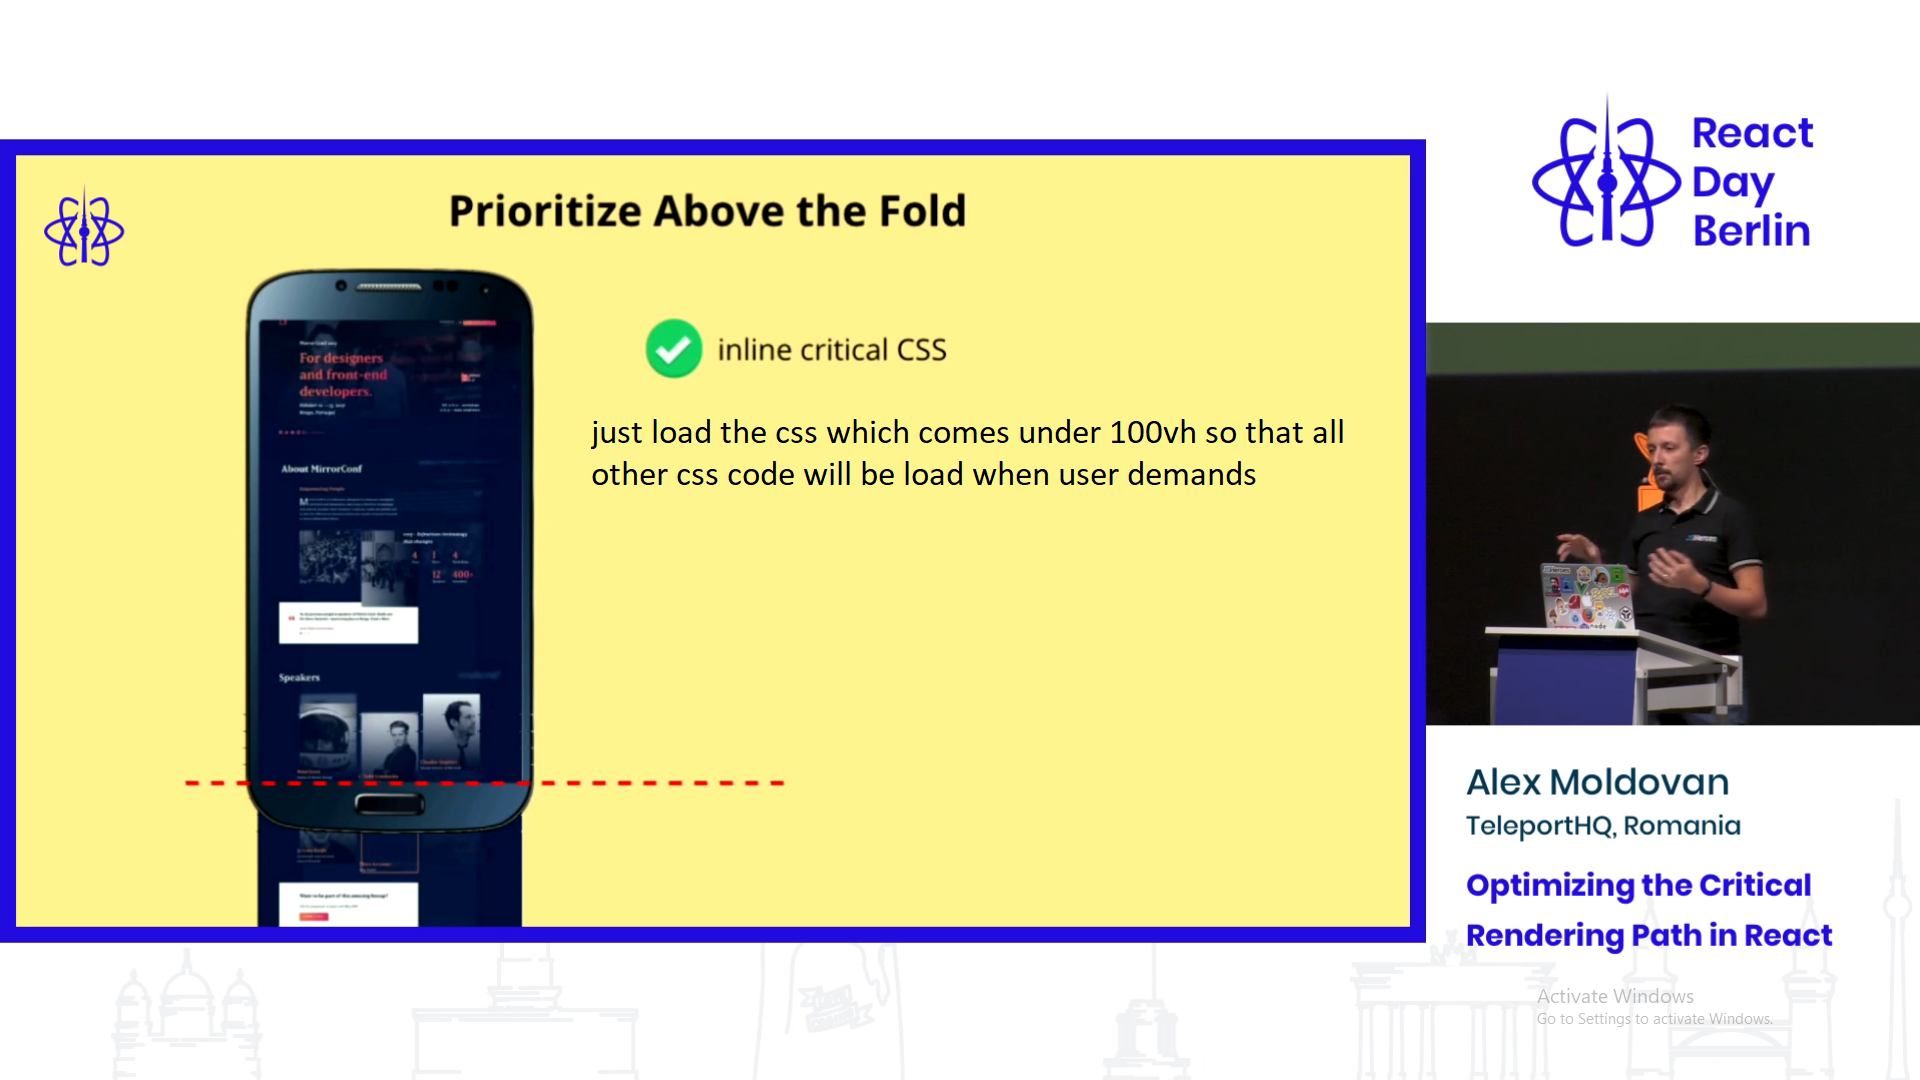 Prioritize Above the Fold
inline critical CSS
just load the css which comes under 100vh so that all
other css code will be load when user demands
For designers
and front-end
developers.
About MirrorConf
Speakers
React
Day
Berlin
Alex Moldovan
TeleportHQ, Romania
Optimizing the Critical
Rendering Path in React
Activate Windows
Go to Settings to activate Windows.